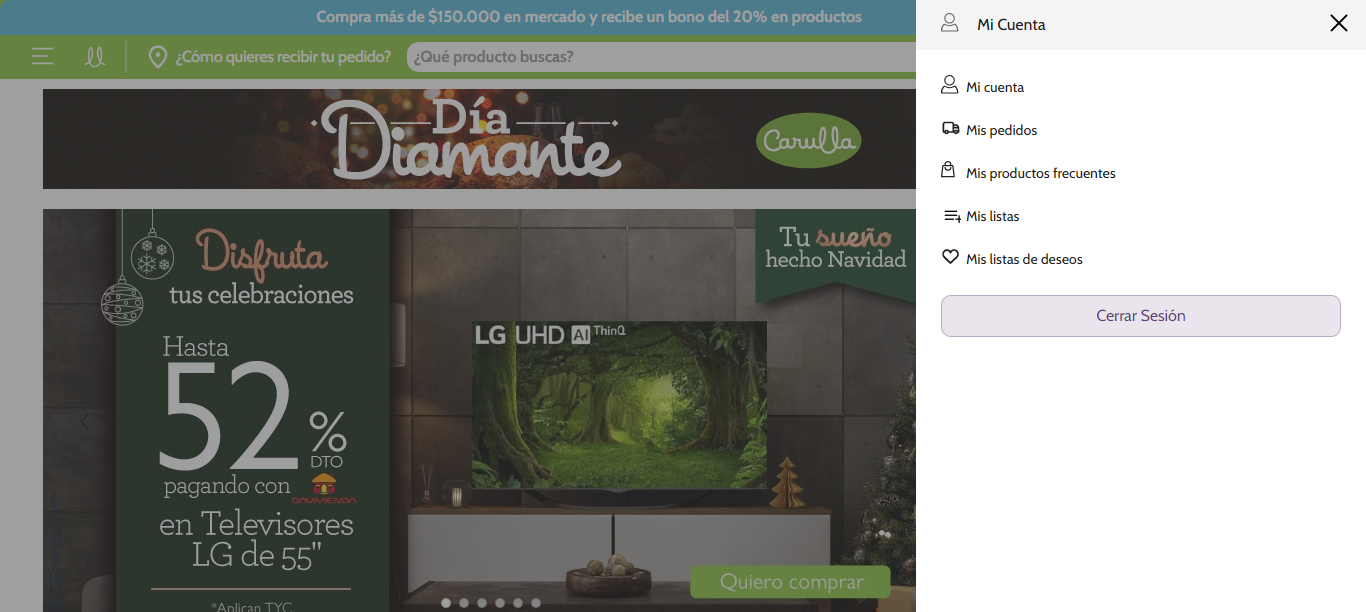 Compra más de $150.000 en mercado y recibe un bono del 20% en productos
¿Cómo quieres recibir tu pedido?
¿Qué producto buscas?
Día
Diamante
Carulla
Disfruta
tus celebraciones
Hasta
52%
DTO
pagando con
DAVIVIENDA
en Televisores
LG de 55"
*Aplican TYC
Tu sueño
hecho Navidad
LG UHD AI ThinQ
Quiero comprar
Mi Cuenta
Mi cuenta
Mis pedidos
Mis productos frecuentes
Mis listas
Mis listas de deseos
Cerrar Sesión